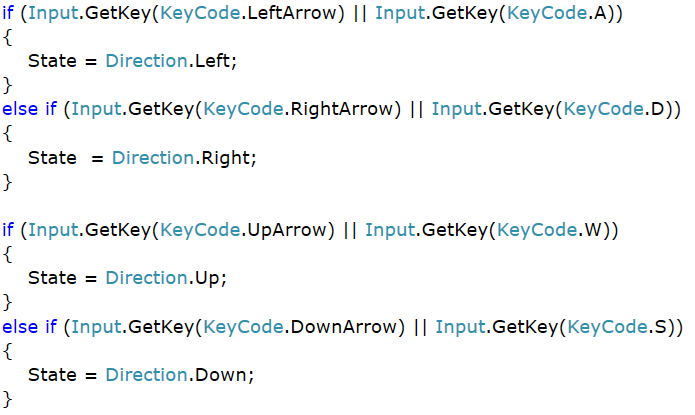 if (Input.GetKey(KeyCode.LeftArrow) || Input.GetKey(KeyCode.A))
{
    State = Direction.Left;
}
else if (Input.GetKey(KeyCode.RightArrow) || Input.GetKey(KeyCode.D))
{
    State  = Direction.Right;
}

if (Input.GetKey(KeyCode.UpArrow) || Input.GetKey(KeyCode.W))
{
    State = Direction.Up;
}
else if (Input.GetKey(KeyCode.DownArrow) || Input.GetKey(KeyCode.S))
{
    State = Direction.Down;
}